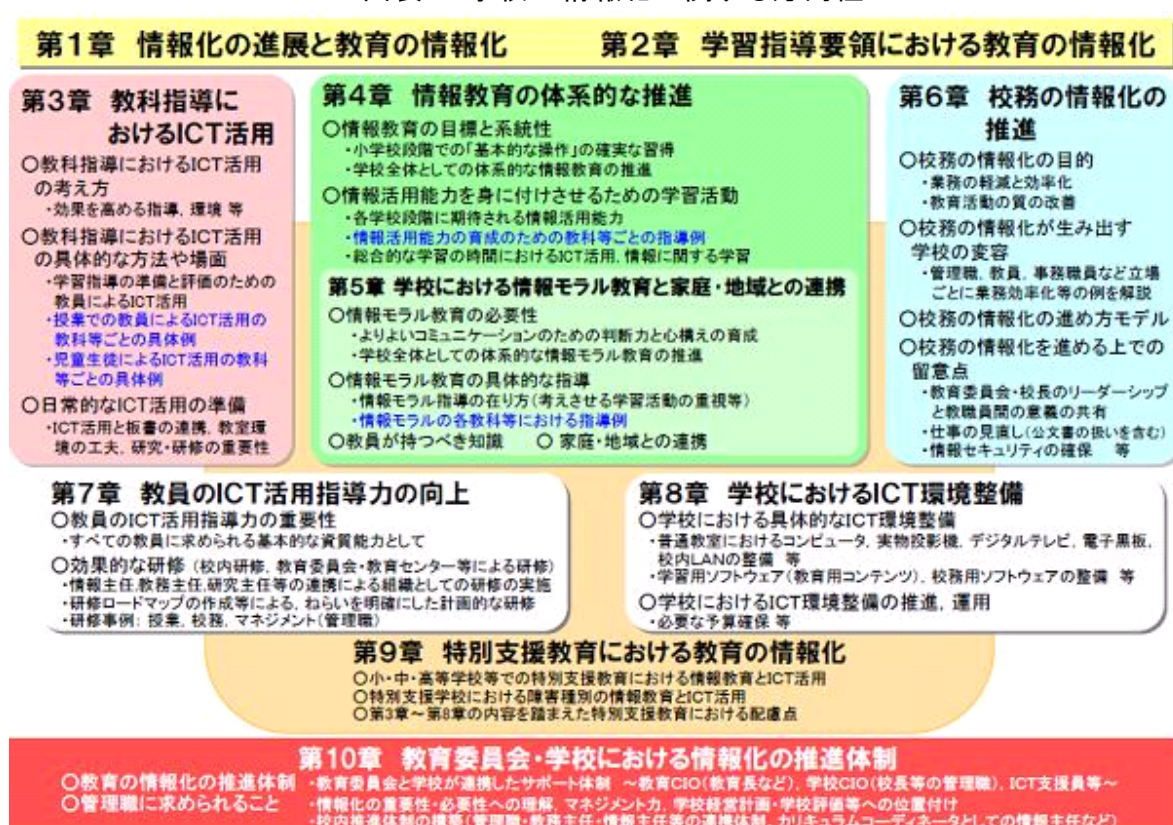 第1章 情報化の進展と教育の情報化
第2章 学習指導要領における教育の情報化
第3章 教科指導に
おけるICT活用
○教科指導におけるICT活用
の考え方
・効果を高める指導, 環境 等
○教科指導におけるICT活用
の具体的な方法や場面
・学習指導の準備と評価のための
教員によるICT活用
・授業での教員によるICT活用の
教科等ごとの具体例
・児童生徒によるICT活用の教科
等ごとの具体例
○日常的なICT活用の準備
・ICT活用と板書の連携, 教室環
境の工夫, 研究・研修の重要性
第4章 情報教育の体系的な推進
○情報教育の目標と系統性
・小学校段階での「基本的な操作」の確実な習得
・学校全体としての体系的な情報教育の推進
○情報活用能力を身に付けさせるための学習活動
・各学校段階に期待される情報活用能力
・情報活用能力の育成のための教科等ごとの指導例
・総合的な学習の時間におけるICT活用, 情報に関する学習
第5章 学校における情報モラル教育と家庭・地域との連携
○情報モラル教育の必要性
・よりよいコミュニケーションのための判断力と心構えの育成
・学校全体としての体系的な情報モラル教育の推進
○情報モラル教育の具体的な指導
・情報モラル指導の在り方(考えさせる学習活動の重視等)
・情報モラルの各教科等における指導例
○教員が持つべき知識 ○ 家庭・地域との連携
第6章 校務の情報化の
推進
○校務の情報化の目的
・業務の軽減と効率化
・教育活動の質の改善
○校務の情報化が生み出す
学校の変容
・管理職, 教員, 事務職員など立場
ごとに業務効率化等の例を解説
○校務の情報化の進め方モデル
○校務の情報化を進める上での
留意点
・教育委員会・校長のリーダーシップ
と教職員間の意義の共有
・仕事の見直し(公文書の扱いを含む)
・情報セキュリティの確保 等
第7章 教員のICT活用指導力の向上
○教員のICT活用指導力の重要性
・すべての教員に求められる基本的な資質能力として
○効果的な研修 (校内研修, 教育委員会・教育センター等による研修)
・情報主任,教務主任,研究主任等の連携による組織としての研修の実施
・研修ロードマップの作成等による, ねらいを明確にした計画的な研修
・研修事例: 授業, 校務, マネジメント(管理職)
第8章 学校におけるICT環境整備
○学校における具体的なICT環境整備
・普通教室におけるコンピュータ, 実物投影機, デジタルテレビ, 電子黒板,
校内LANの整備 等
・学習用ソフトウェア(教育用コンテンツ), 校務用ソフトウェアの整備 等
○学校におけるICT環境整備の推進, 運用
・必要な予算確保 等
第9章 特別支援教育における教育の情報化
○小・中・高等学校等での特別支援教育における情報教育とICT活用
○特別支援学校における障害種別の情報教育とICT活用
○第3章～第8章の内容を踏まえた特別支援教育における配慮点
第10章 教育委員会・学校における情報化の推進体制
○教育の情報化の推進体制 ・教育委員会と学校が連携したサポート体制 ～教育CIO(教育長など), 学校CIO(校長等の管理職), ICT支援員等～
○管理職に求められること ・情報化の重要性・必要性への理解, マネジメント力, 学校経営計画・学校評価等への位置付け
・校内推進体制の構築(管理職・教務主任・情報主任等の連携体制, カリキュラムコーディネータとしての情報主任など)